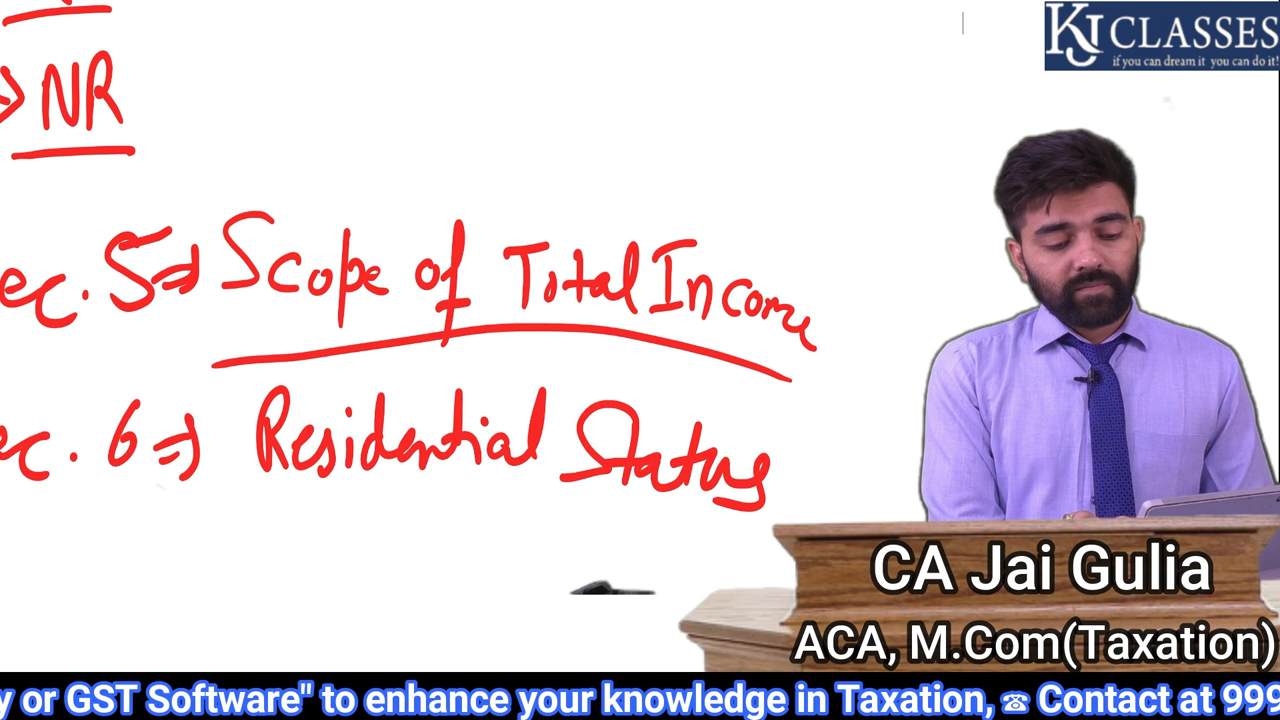 KJ CLASSES
if you can dream it you can do it!
→ NR
ec. 5 ⇒ Scope of Total Income
ec. 6 ⇒ Residential Status
CA Jai Gulia
ACA, M.Com(Taxation)
y or GST Software" to enhance your knowledge in Taxation, ☎ Contact at 999